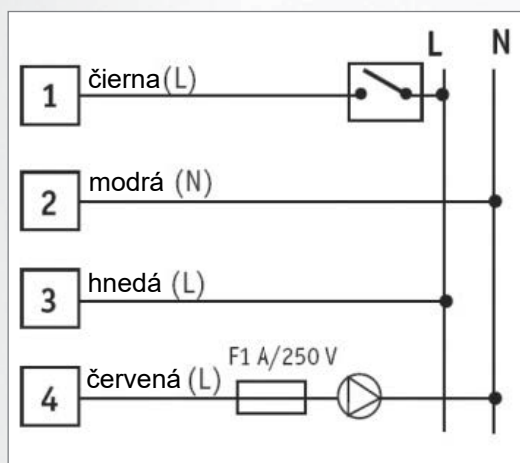 L N
1 čierna (L)
2 modrá (N)
3 hnedá (L)
F1 A/250 V
4 červená (L)